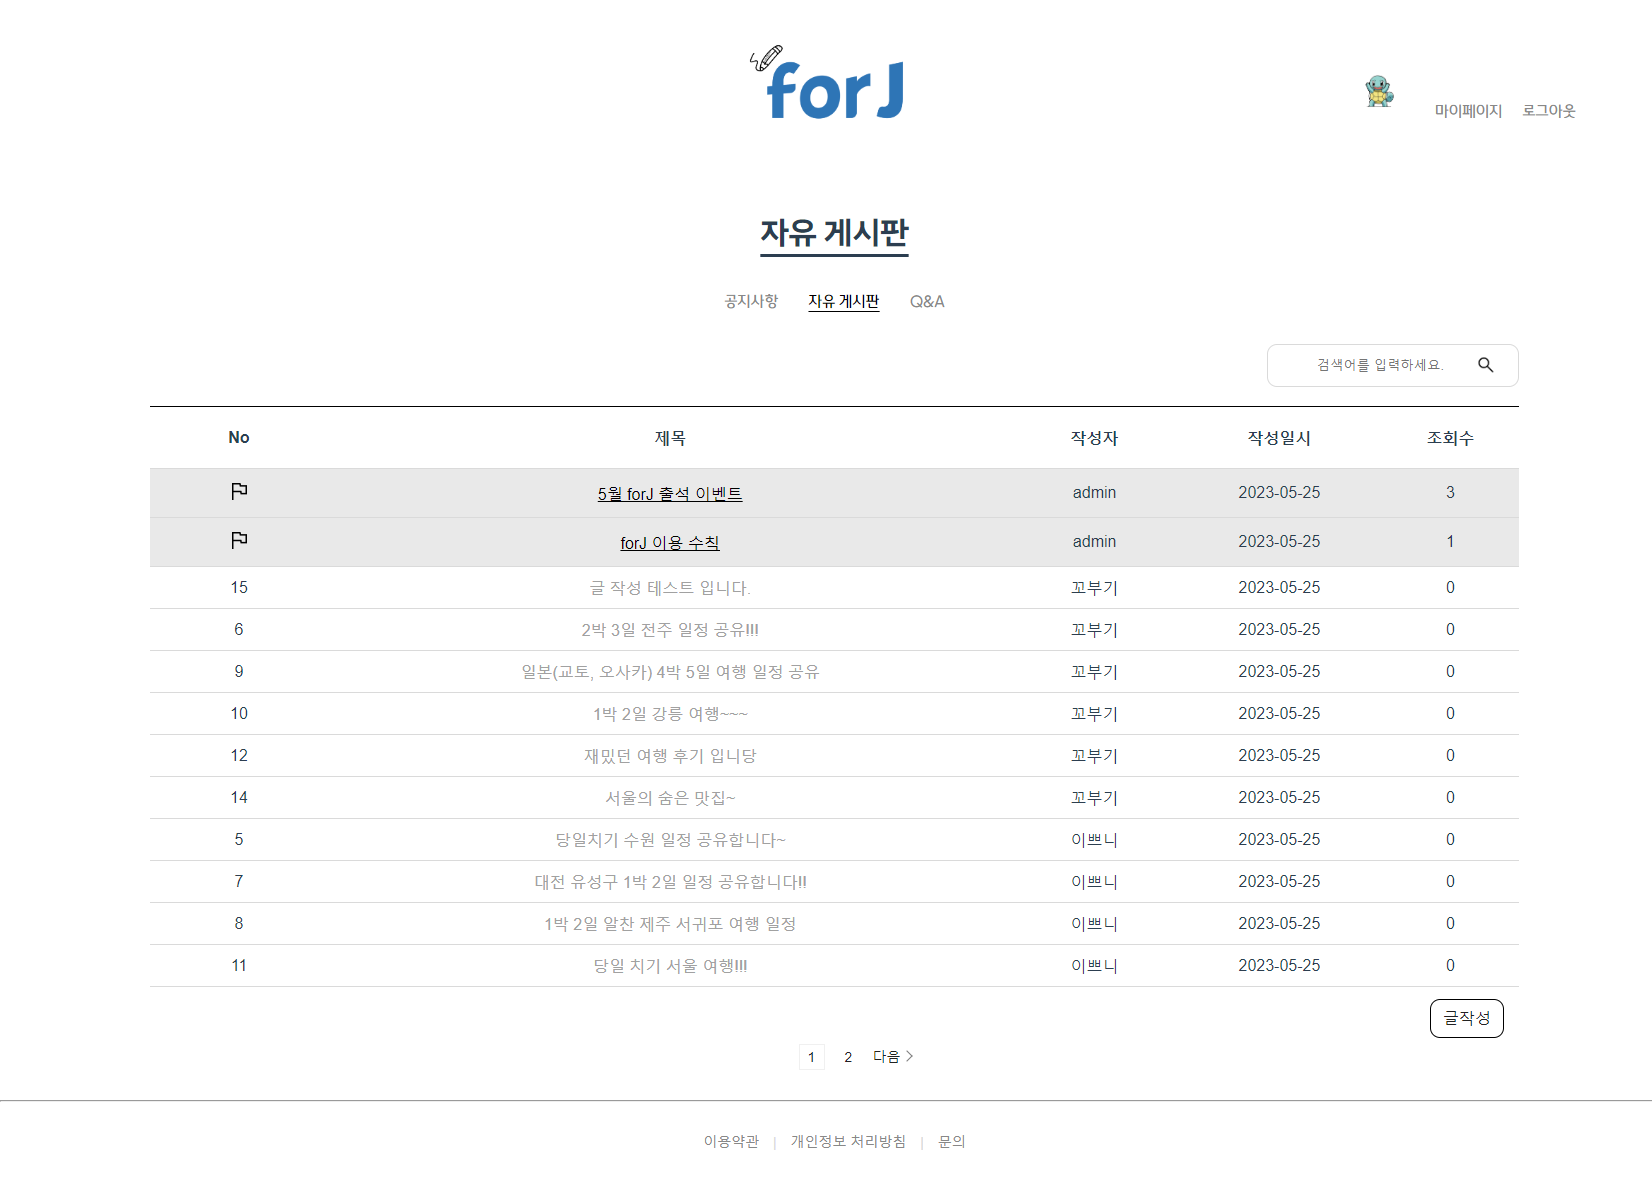 forJ
마이페이지 로그아웃
자유 게시판
공지사항 자유 게시판 Q&A
검색어를 입력하세요.
No 제목 작성자 작성일시 조회수
5월 forJ 출석 이벤트 admin 2023-05-25 3
forJ 이용 수칙 admin 2023-05-25 1
15 글 작성 테스트 입니다. 꼬부기 2023-05-25 0
6 2박 3일 전주 일정 공유!!! 꼬부기 2023-05-25 0
9 일본(교토, 오사카) 4박 5일 여행 일정 공유 꼬부기 2023-05-25 0
10 1박 2일 강릉 여행~~~ 꼬부기 2023-05-25 0
12 재밌던 여행 후기 입니당 꼬부기 2023-05-25 0
14 서울의 숨은 맛집~ 꼬부기 2023-05-25 0
5 당일치기 수원 일정 공유합니다~ 이쁘니 2023-05-25 0
7 대전 유성구 1박 2일 일정 공유합니다!! 이쁘니 2023-05-25 0
8 1박 2일 알찬 제주 서귀포 여행 일정 이쁘니 2023-05-25 0
11 당일 치기 서울 여행!!! 이쁘니 2023-05-25 0
글작성
1 2 다음 >
이용약관 | 개인정보 처리방침 | 문의